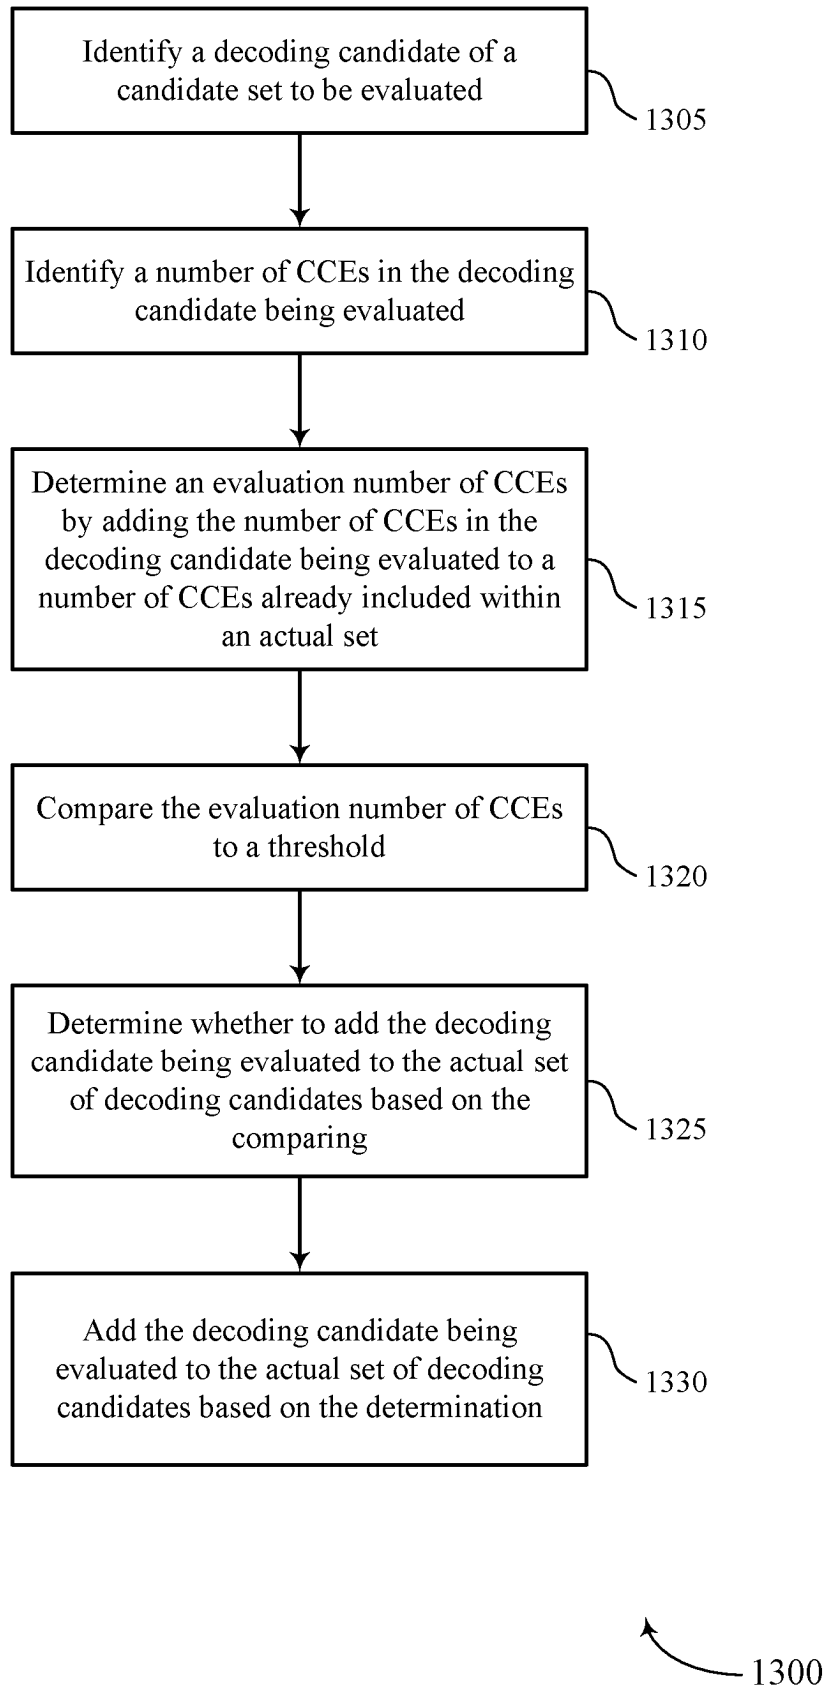 Identify a decoding candidate of a
candidate set to be evaluated
1305
Identify a number of CCEs in the decoding
candidate being evaluated
1310
Determine an evaluation number of CCEs
by adding the number of CCEs in the
decoding candidate being evaluated to a
number of CCEs already included within
an actual set
1315
Compare the evaluation number of CCEs
to a threshold
1320
Determine whether to add the decoding
candidate being evaluated to the actual set
of decoding candidates based on the
comparing
1325
Add the decoding candidate being
evaluated to the actual set of decoding
candidates based on the determination
1330
1300